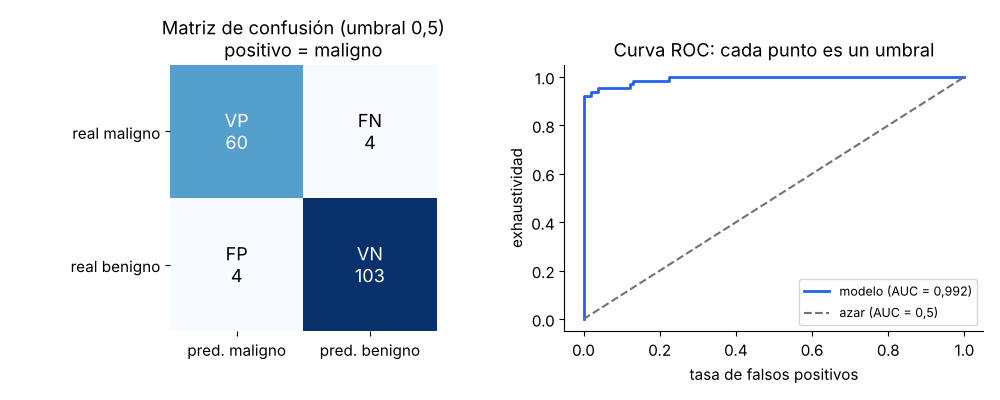 Matriz de confusión (umbral 0,5)
positivo = maligno
real maligno
VP
60
FN
4
real benigno
FP
4
VN
103
pred. maligno
pred. benigno
Curva ROC: cada punto es un umbral
exhaustividad
1.0
0.8
0.6
0.4
0.2
0.0
modelo (AUC = 0,992)
azar (AUC = 0,5)
0.0
0.2
0.4
0.6
0.8
1.0
tasa de falsos positivos